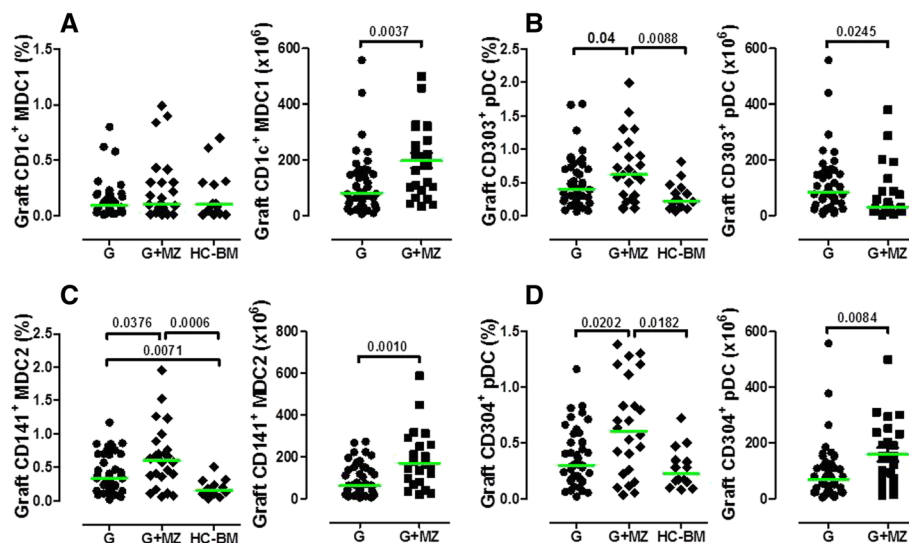 A
Graft CD1c+ MDC1 (%)
1.5
1.0
0.5
0.0
G G+MZ HC-BM
Graft CD1c+ MDC1 (x10⁶)
600
400
200
0
0.0037
G G+MZ
B
Graft CD303+ pDC (%)
2.5
2.0
1.5
1.0
0.5
0.0
0.04 0.0088
G G+MZ HC-BM
Graft CD303+ pDC (x10⁶)
600
400
200
0
0.0245
G G+MZ
C
Graft CD141+ MDC2 (%)
2.5
2.0
1.5
1.0
0.5
0.0
0.0376 0.0006
0.0071
G G+MZ HC-BM
Graft CD141+ MDC2 (x10⁶)
800
600
400
200
0
0.0010
G G+MZ
D
Graft CD304+ pDC (%)
1.5
1.0
0.5
0.0
0.0202 0.0182
G G+MZ HC-BM
Graft CD304+ pDC (x10⁶)
600
400
200
0
0.0084
G G+MZ